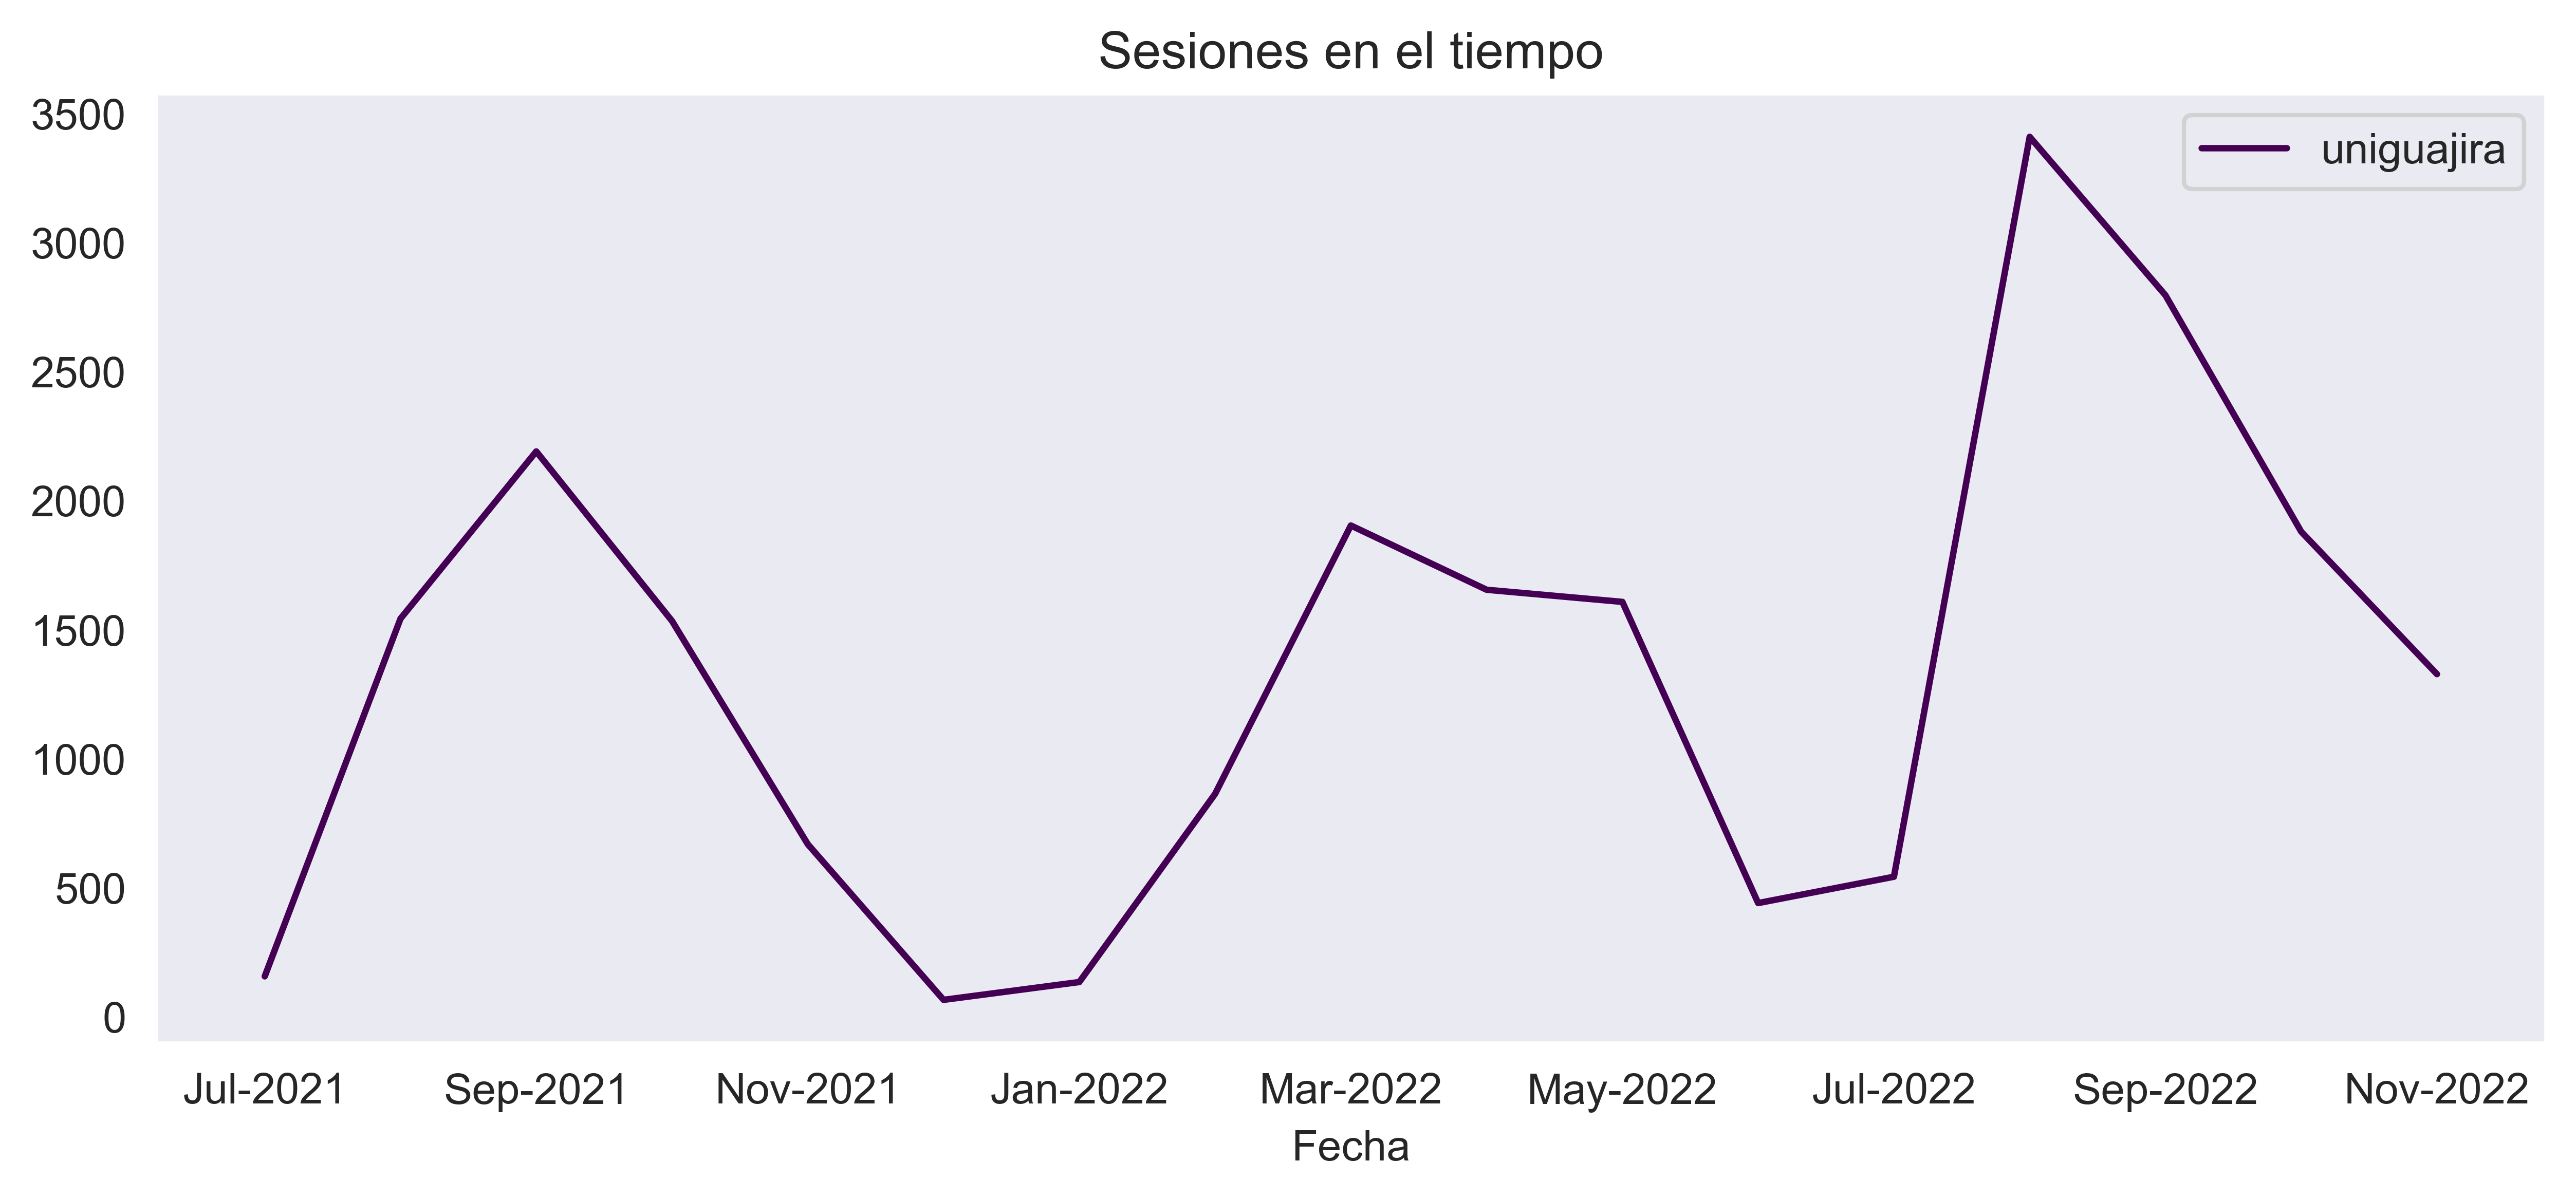 Sesiones en el tiempo
uniguajira
3500
3000
2500
2000
1500
1000
500
0
Jul-2021 Sep-2021 Nov-2021 Jan-2022 Mar-2022 May-2022 Jul-2022 Sep-2022 Nov-2022
Fecha